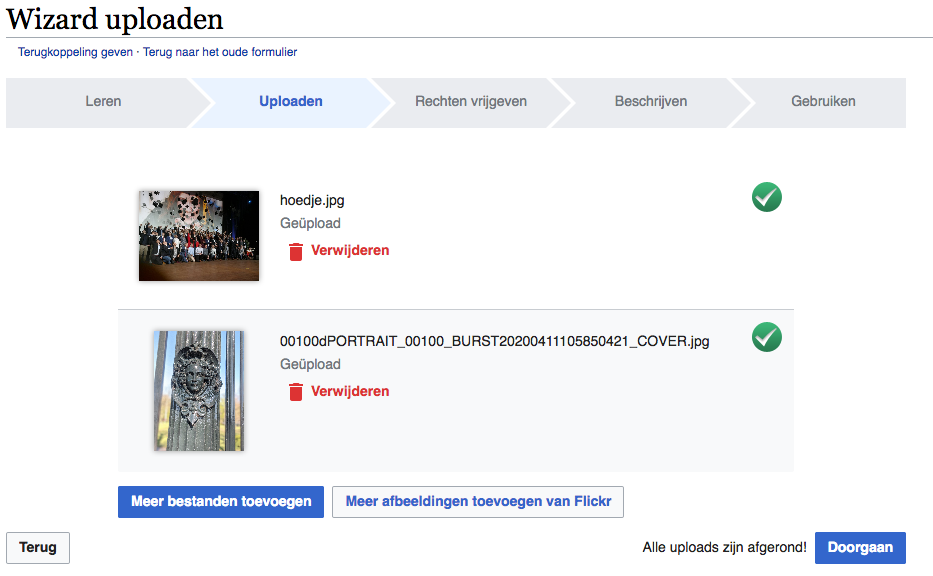 Wizard uploaden
Terugkoppeling geven · Terug naar het oude formulier
Leren
Uploaden
Rechten vrijgeven
Beschrijven
Gebruiken
hoedje.jpg
Geüpload
Verwijderen
00100dPORTRAIT_00100_BURST20200411105850421_COVER.jpg
Geüpload
Verwijderen
Meer bestanden toevoegen
Meer afbeeldingen toevoegen van Flickr
Terug
Alle uploads zijn afgerond!
Doorgaan